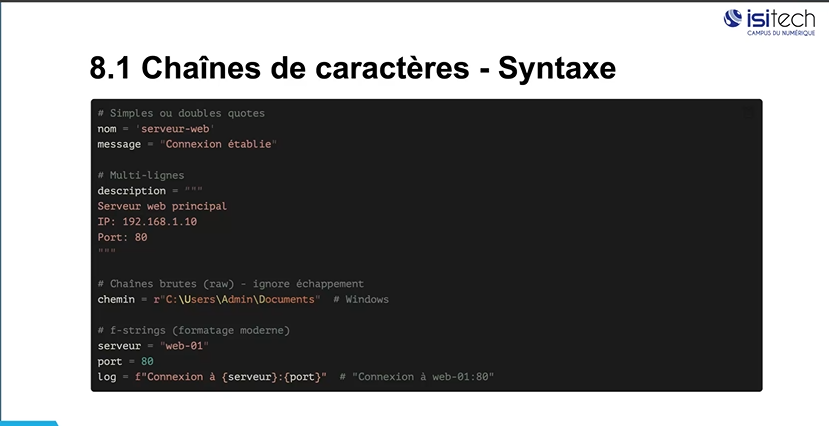 isitech
CAMPUS DU NUMÉRIQUE
8.1 Chaînes de caractères - Syntaxe
# Simples ou doubles quotes
nom = 'serveur-web'
message = "Connexion établie"
# Multi-lignes
description = """
Serveur web principal
IP: 192.168.1.10
Port: 80
"""
# Chaînes brutes (raw) - ignore échappement
chemin = r"C:\Users\Admin\Documents"  # Windows
# f-strings (formatage moderne)
serveur = "web-01"
port = 80
log = f"Connexion à {serveur}:{port}"  # "Connexion à web-01:80"